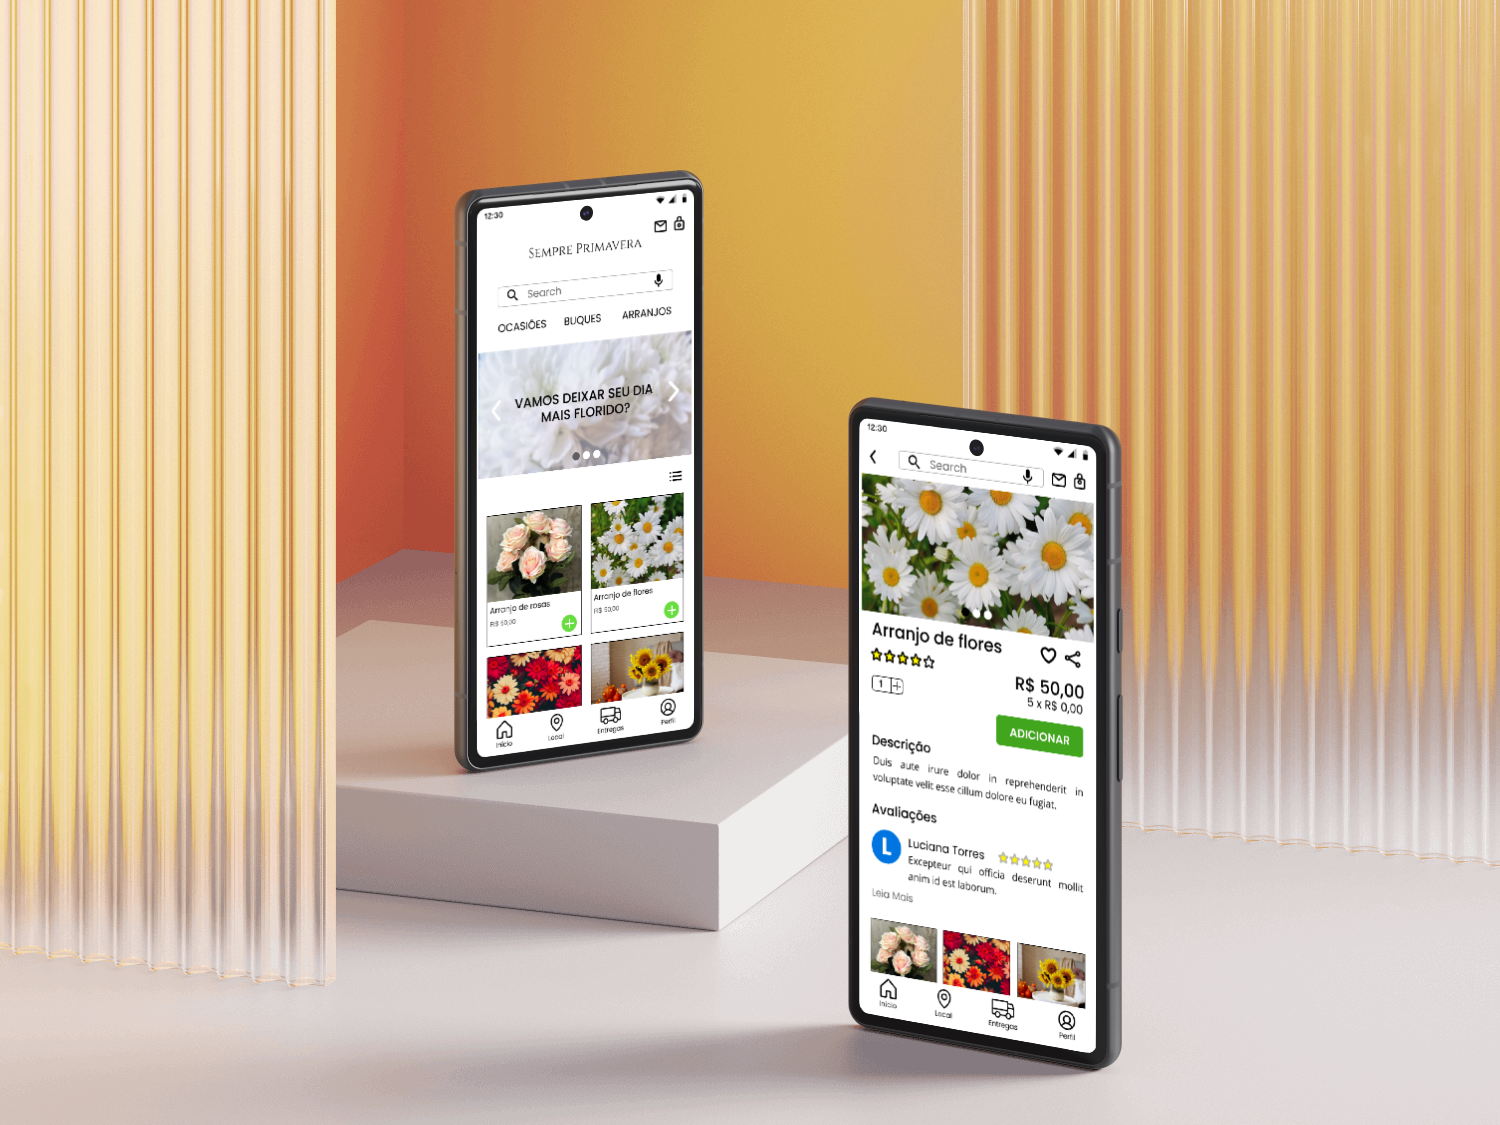 12:30
SEMPRE PRIMAVERA
Search
OCASIÕES BUQUES ARRANJOS
VAMOS DEIXAR SEU DIA
MAIS FLORIDO?
Arranjo de rosas
R$ 50,00
Arranjo de flores
R$ 50,00
Início
Local
Entregas
Perfil
12:30
Search
Arranjo de flores
1
R$ 50,00
5 x R$ 0,00
ADICIONAR
Descrição
Duis aute irure dolor in reprehenderit in
voluptate velit esse cillum dolore eu fugiat.
Avaliações
L
Luciana Torres
Excepteur qui officia deserunt mollit
anim id est laborum.
Leia Mais
Início
Local
Entregas
Perfil